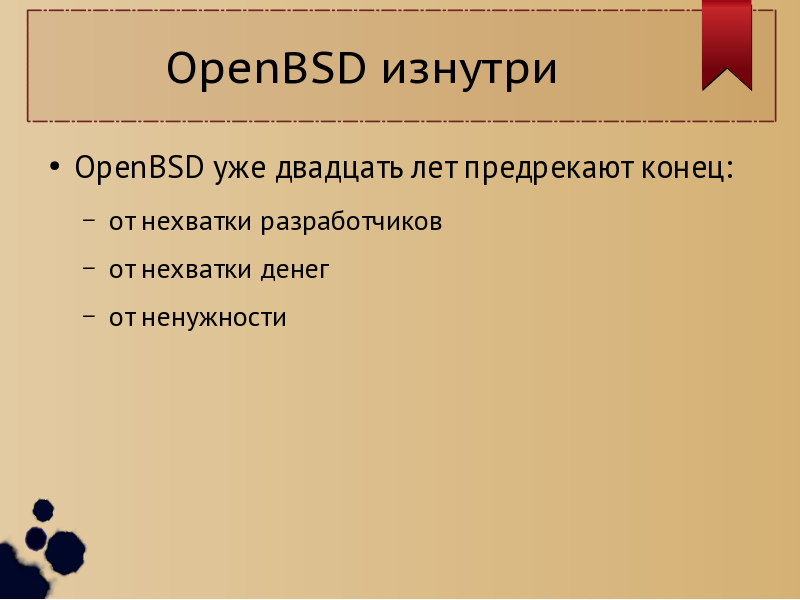 OpenBSD изнутри
• OpenBSD уже двадцать лет предрекают конец:
– от нехватки разработчиков
– от нехватки денег
– от ненужности